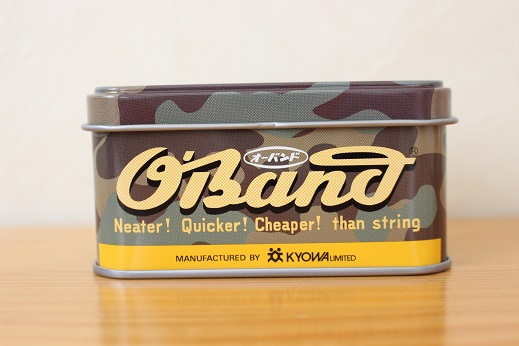 オーバンド
O'Band®
Neater! Quicker! Cheaper! than string
MANUFACTURED BY KYOWA LIMITED